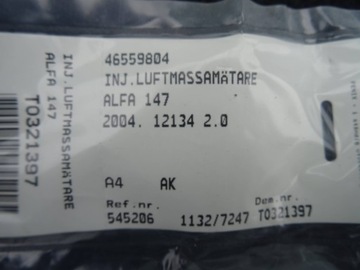 46559804
INJ.LUFTMASSAMÄTARE
ALFA 147
2004. 12134 2.0
A4 AK
Ref.nr. Dem.nr.
545206 1132/7247 T0321397
INJ.LUFTMASSAMÄTARE
ALFA 147
T0321397